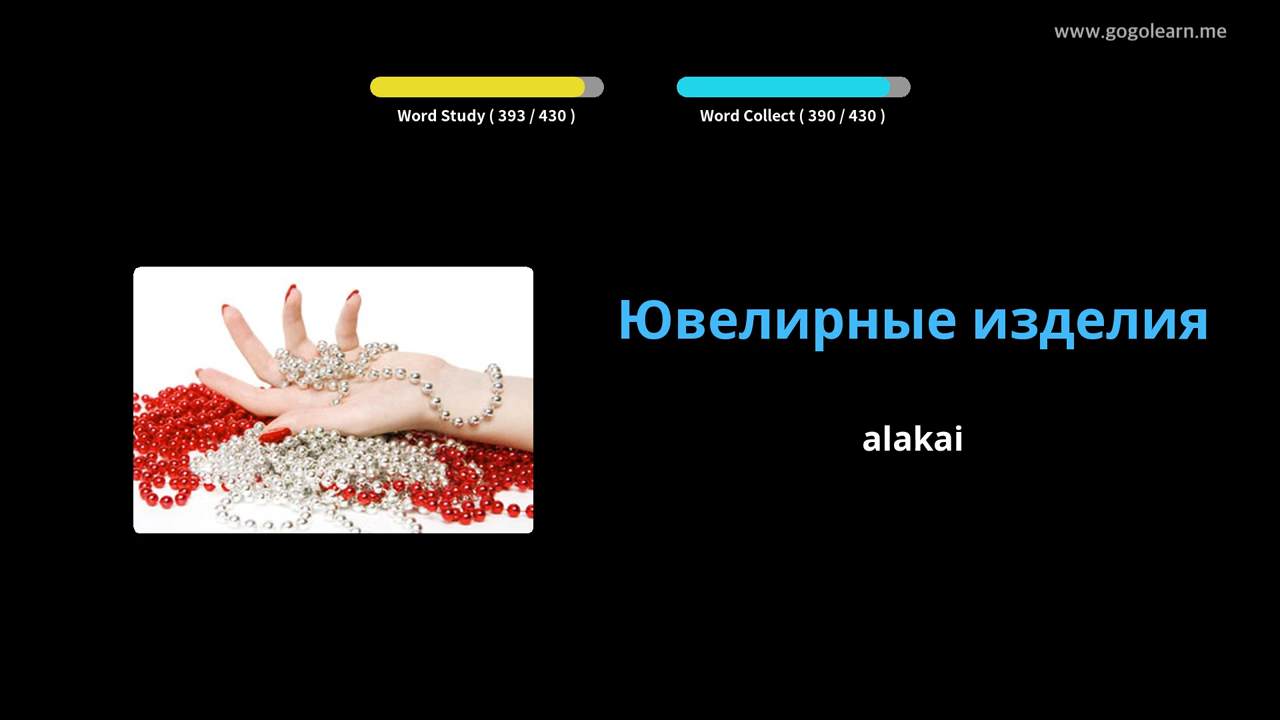 www.gogolearn.me
Word Study ( 393 / 430 )
Word Collect ( 390 / 430 )
Ювелирные изделия
alakai